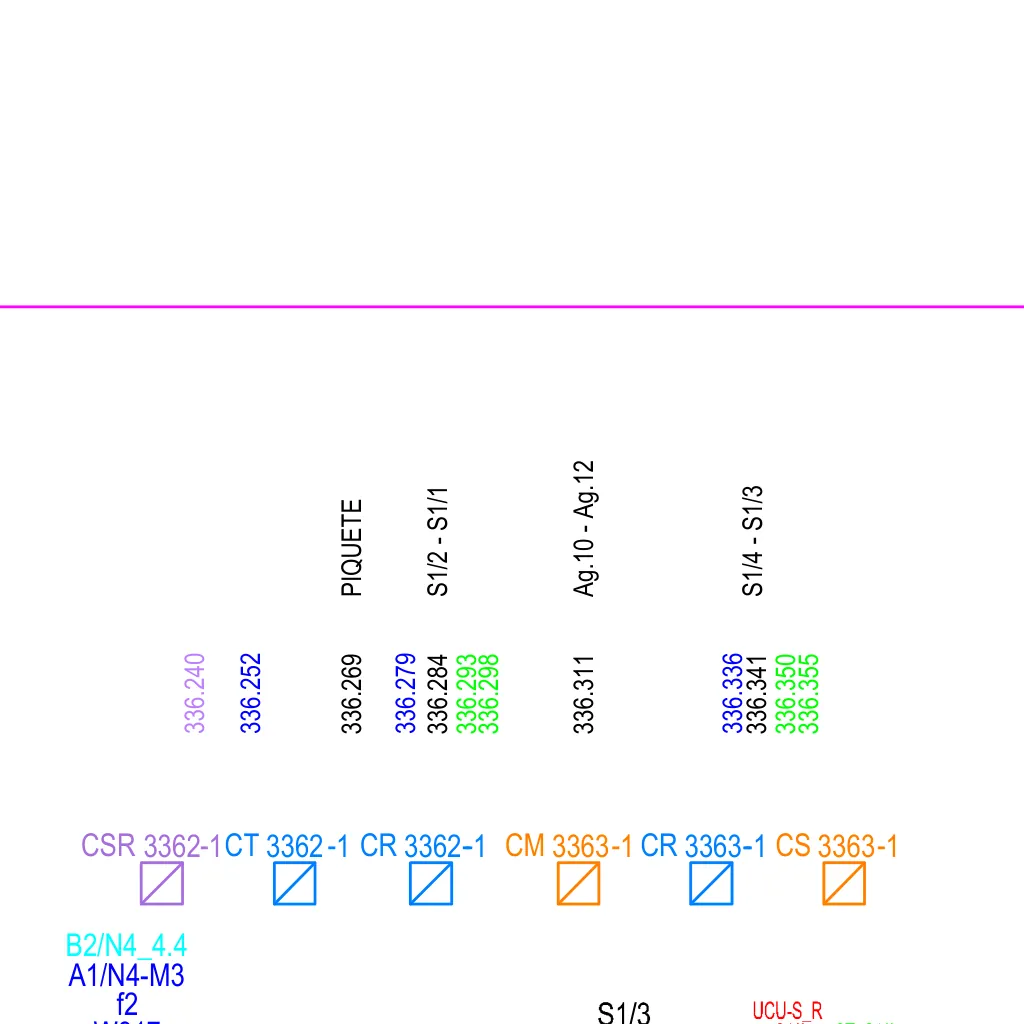 PIQUETE
S1/2 - S1/1
Ag.10 - Ag.12
S1/4 - S1/3
336.240
336.252
336.269
336.279
336.284
336.293
336.298
336.311
336.336
336.341
336.350
336.355
CSR 3362-1
CT 3362-1
CR 3362-1
CM 3363-1
CR 3363-1
CS 3363-1
B2/N4_4.4
A1/N4-M3
f2
S1/3
UCU-S_R